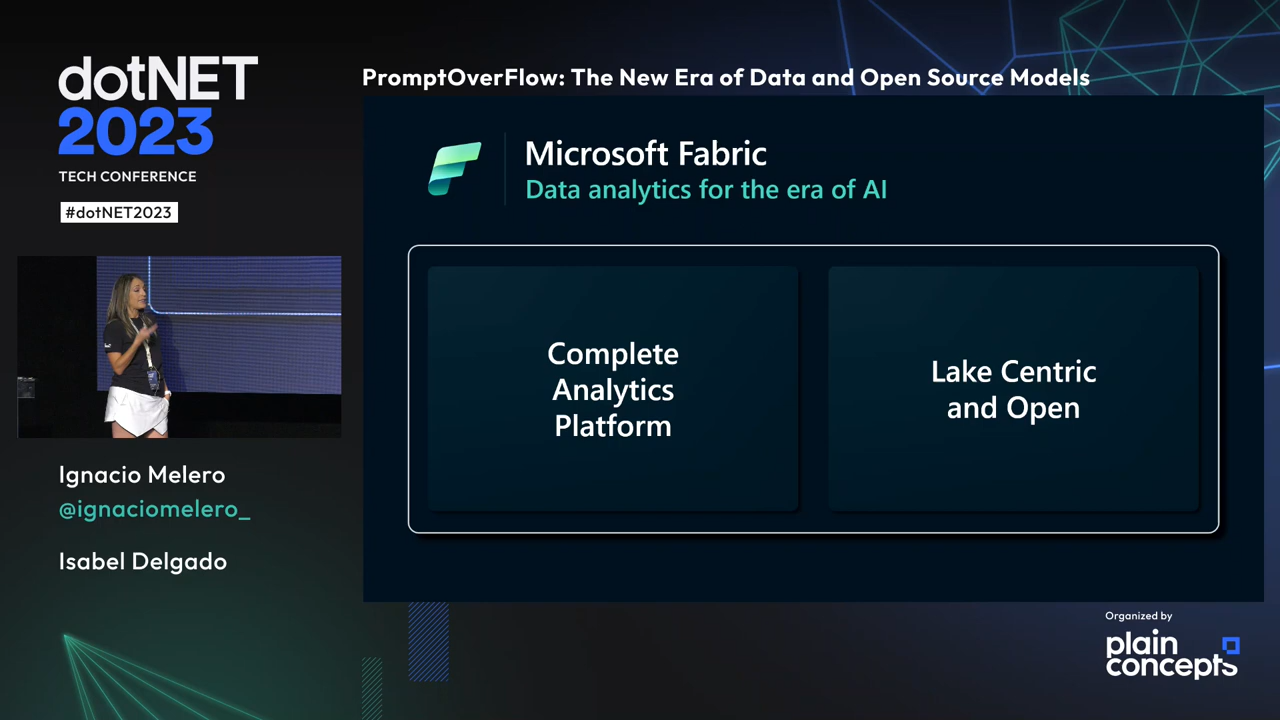 dotNET
2023
TECH CONFERENCE
#dotNET2023
PromptOverFlow: The New Era of Data and Open Source Models
Microsoft Fabric
Data analytics for the era of AI
Complete
Analytics
Platform
Lake Centric
and Open
Ignacio Melero
@ignaciomelero_
Isabel Delgado
Organized by
plain
concepts